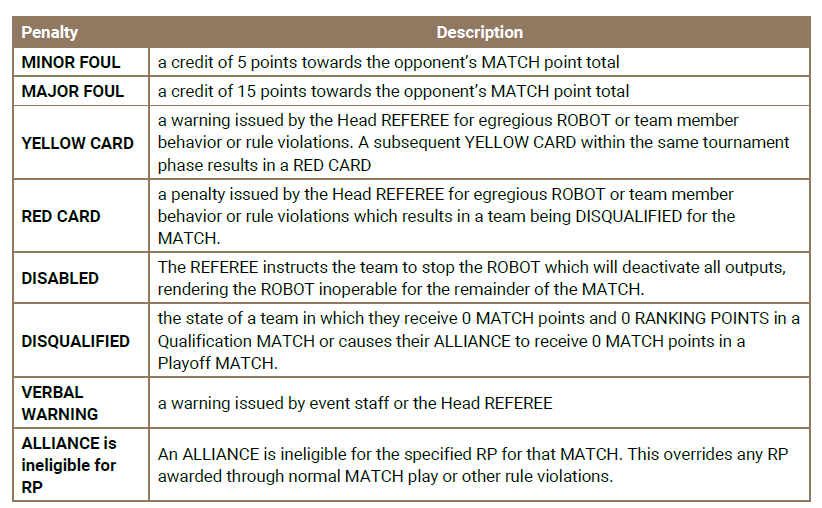 Penalty Description
MINOR FOUL a credit of 5 points towards the opponent’s MATCH point total
MAJOR FOUL a credit of 15 points towards the opponent’s MATCH point total
YELLOW CARD
a warning issued by the Head REFEREE for egregious ROBOT or team member
behavior or rule violations. A subsequent YELLOW CARD within the same tournament
phase results in a RED CARD
RED CARD
a penalty issued by the Head REFEREE for egregious ROBOT or team member
behavior or rule violations which results in a team being DISQUALIFIED for the
MATCH.
DISABLED
The REFEREE instructs the team to stop the ROBOT which will deactivate all outputs,
rendering the ROBOT inoperable for the remainder of the MATCH.
DISQUALIFIED
the state of a team in which they receive 0 MATCH points and 0 RANKING POINTS in a
Qualification MATCH or causes their ALLIANCE to receive 0 MATCH points in a
Playoff MATCH.
VERBAL
WARNING
a warning issued by event staff or the Head REFEREE
ALLIANCE is
ineligible for
RP
An ALLIANCE is ineligible for the specified RP for that MATCH. This overrides any RP
awarded through normal MATCH play or other rule violations.